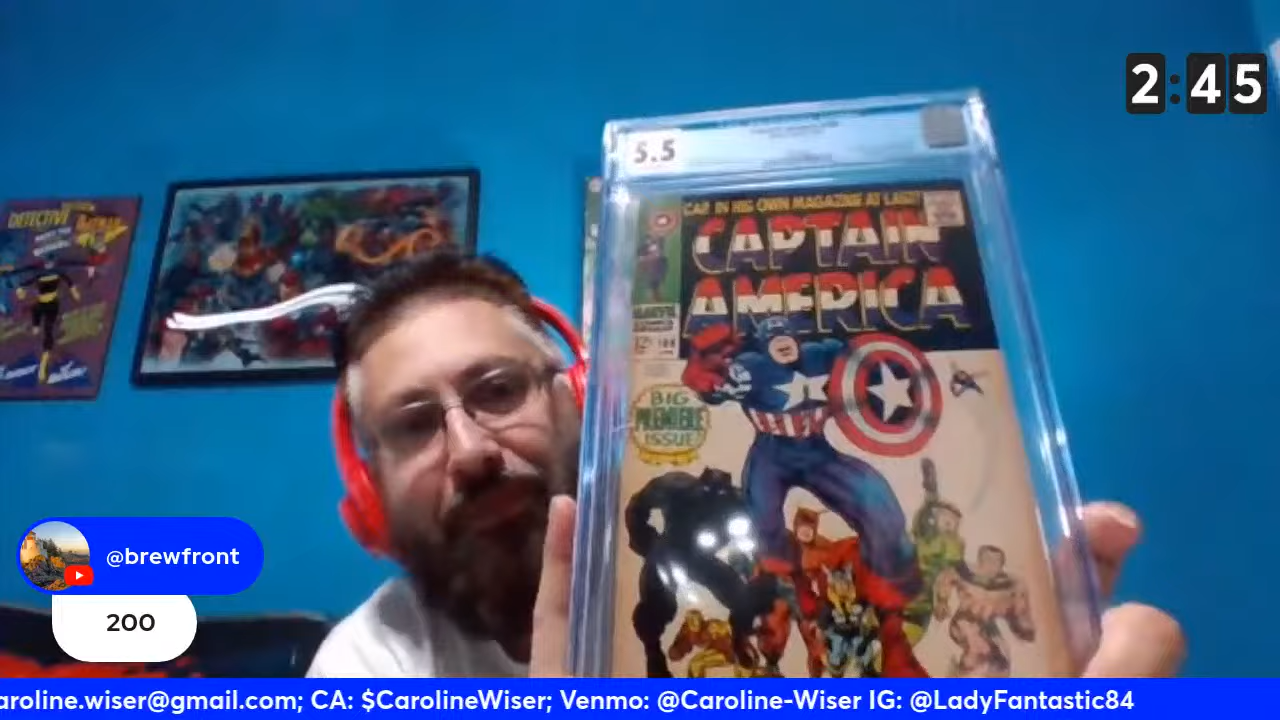 2:45
5.5
CAP IN HIS OWN MAGAZINE AT LAST!
CAPTAIN
AMERICA
BIG
PREMIERE
ISSUE
DETECTIVE
@brewfront
200
aroline.wiser@gmail.com; CA: $CarolineWiser; Venmo: @Caroline-Wiser IG: @LadyFantastic84